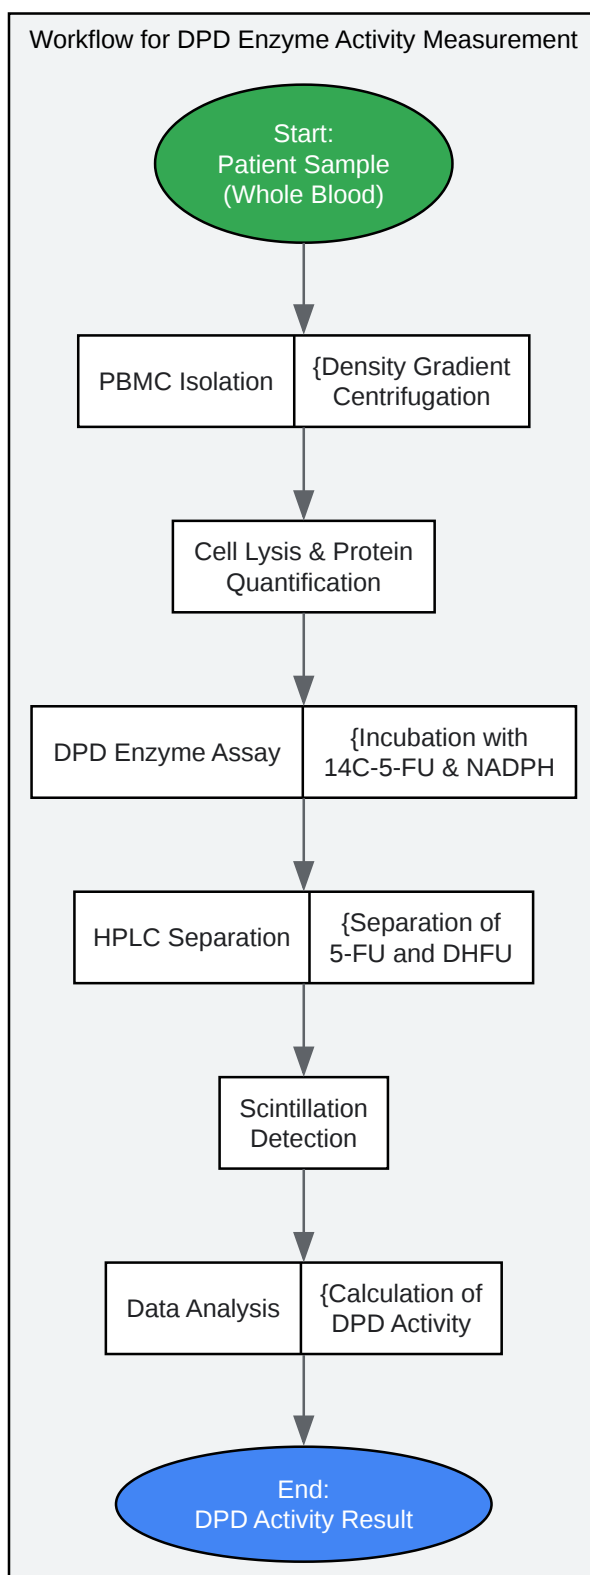 Workflow for DPD Enzyme Activity Measurement
Start:
Patient Sample
(Whole Blood)
PBMC Isolation
{Density Gradient
Centrifugation
Cell Lysis & Protein
Quantification
DPD Enzyme Assay
{Incubation with
14C-5-FU & NADPH
HPLC Separation
{Separation of
5-FU and DHFU
Scintillation
Detection
Data Analysis
{Calculation of
DPD Activity
End:
DPD Activity Result